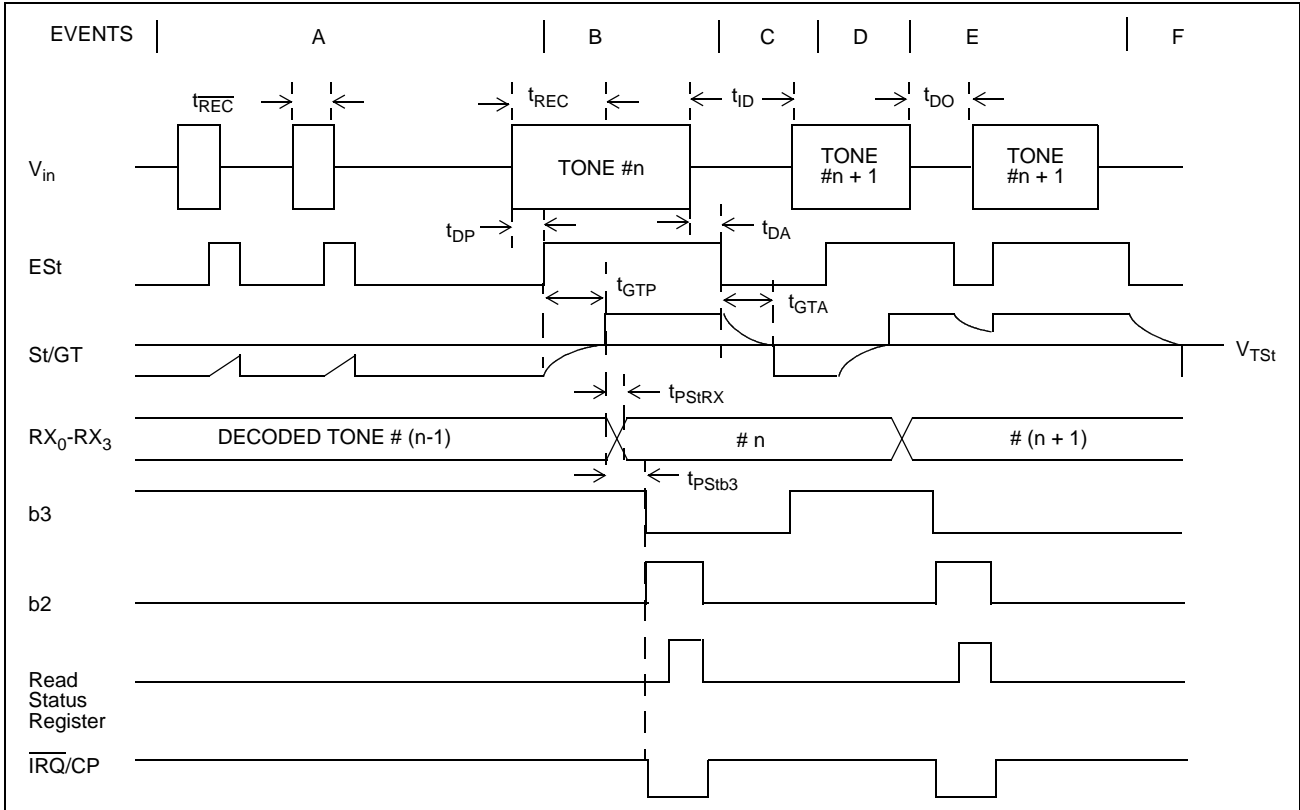 EVENTS A B C D E F
tREC tREC tID tDO
Vin TONE #n TONE #n + 1 TONE #n + 1
tDP tDA
ESt
tGTP tGTA
St/GT VTSt
tPStRX
RX0-RX3 DECODED TONE # (n-1) # n # (n + 1)
tPStb3
b3
b2
Read
Status
Register
IRQ/CP